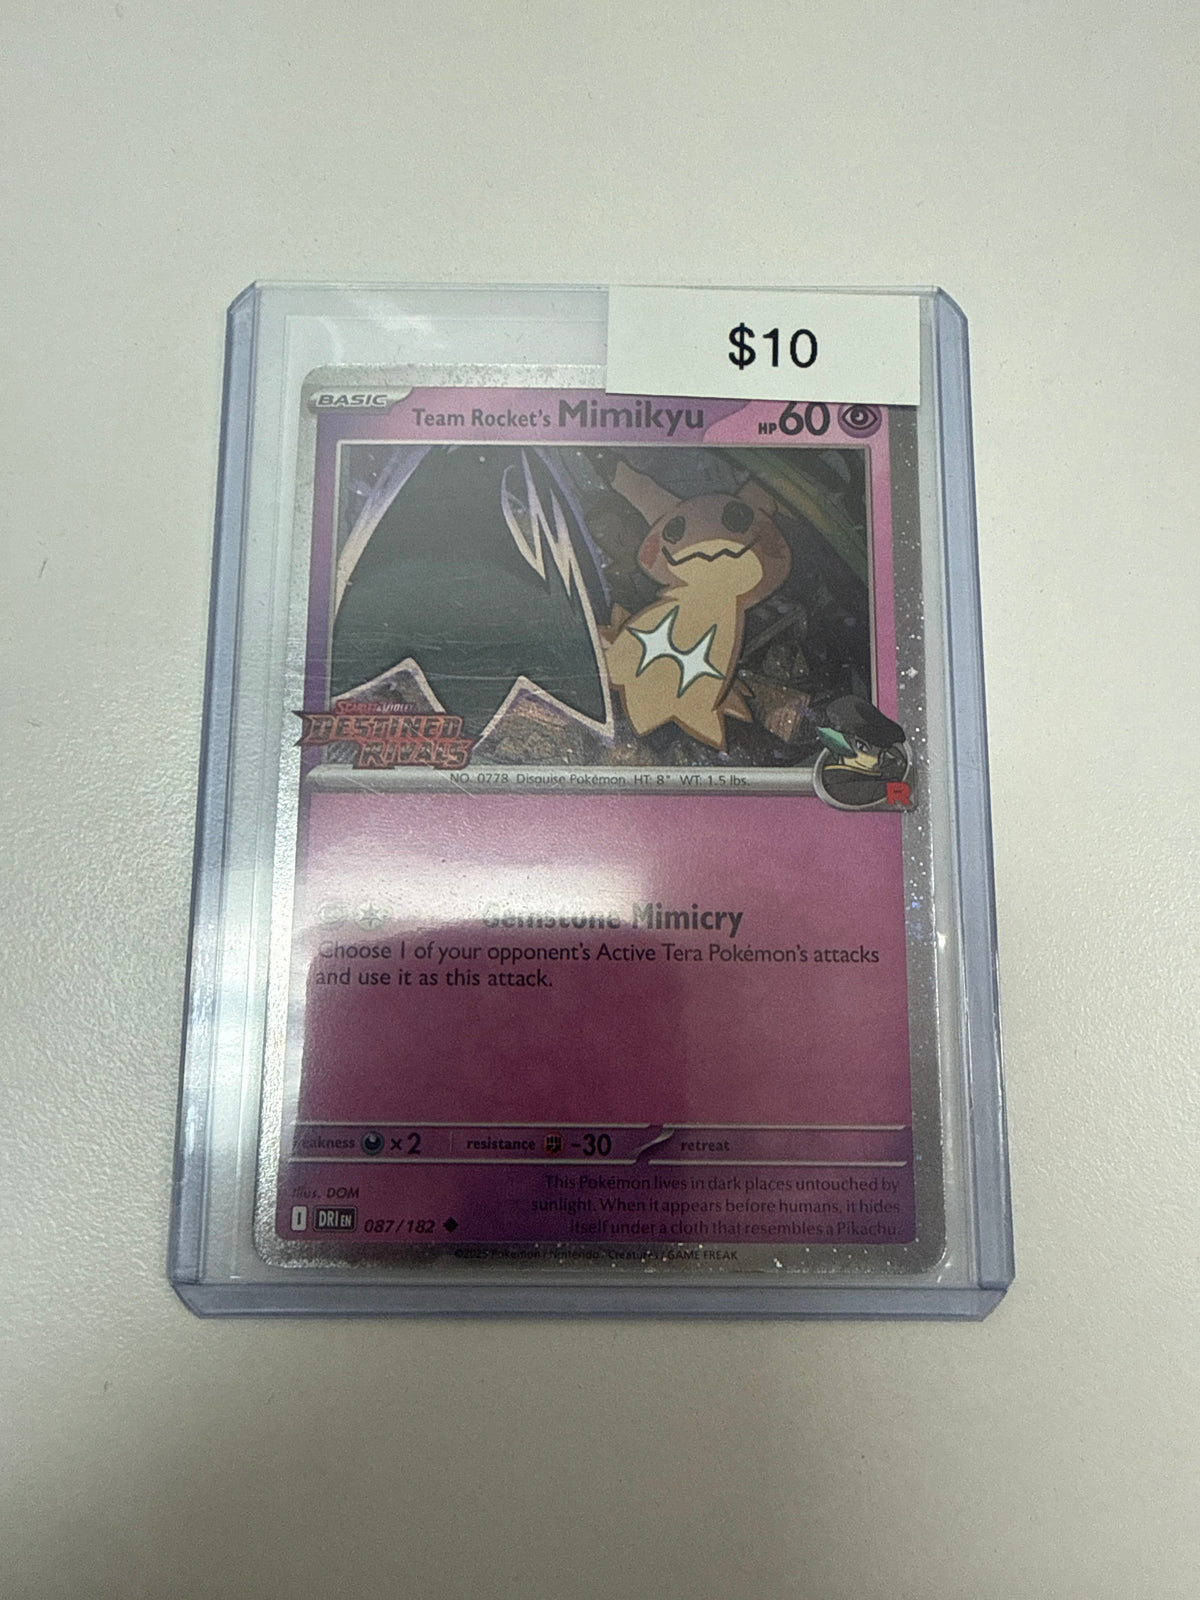 $10
BASIC
Team Rocket's Mimikyu HP 60
SCARLET & VIOLET
DESTINED
RIVALS
NO. 0778 Disguise Pokémon HT: 8" WT: 1.5 lbs.
R
Gemstone Mimicry
Choose 1 of your opponent's Active Tera Pokémon's attacks
and use it as this attack.
weakness ×2 resistance -30 retreat
Illus. DOM
This Pokémon lives in dark places untouched by
sunlight. When it appears before humans, it hides
itself under a cloth that resembles a Pikachu.
I DRI EN 087/182
©2025 Pokémon / Nintendo / Creatures / GAME FREAK